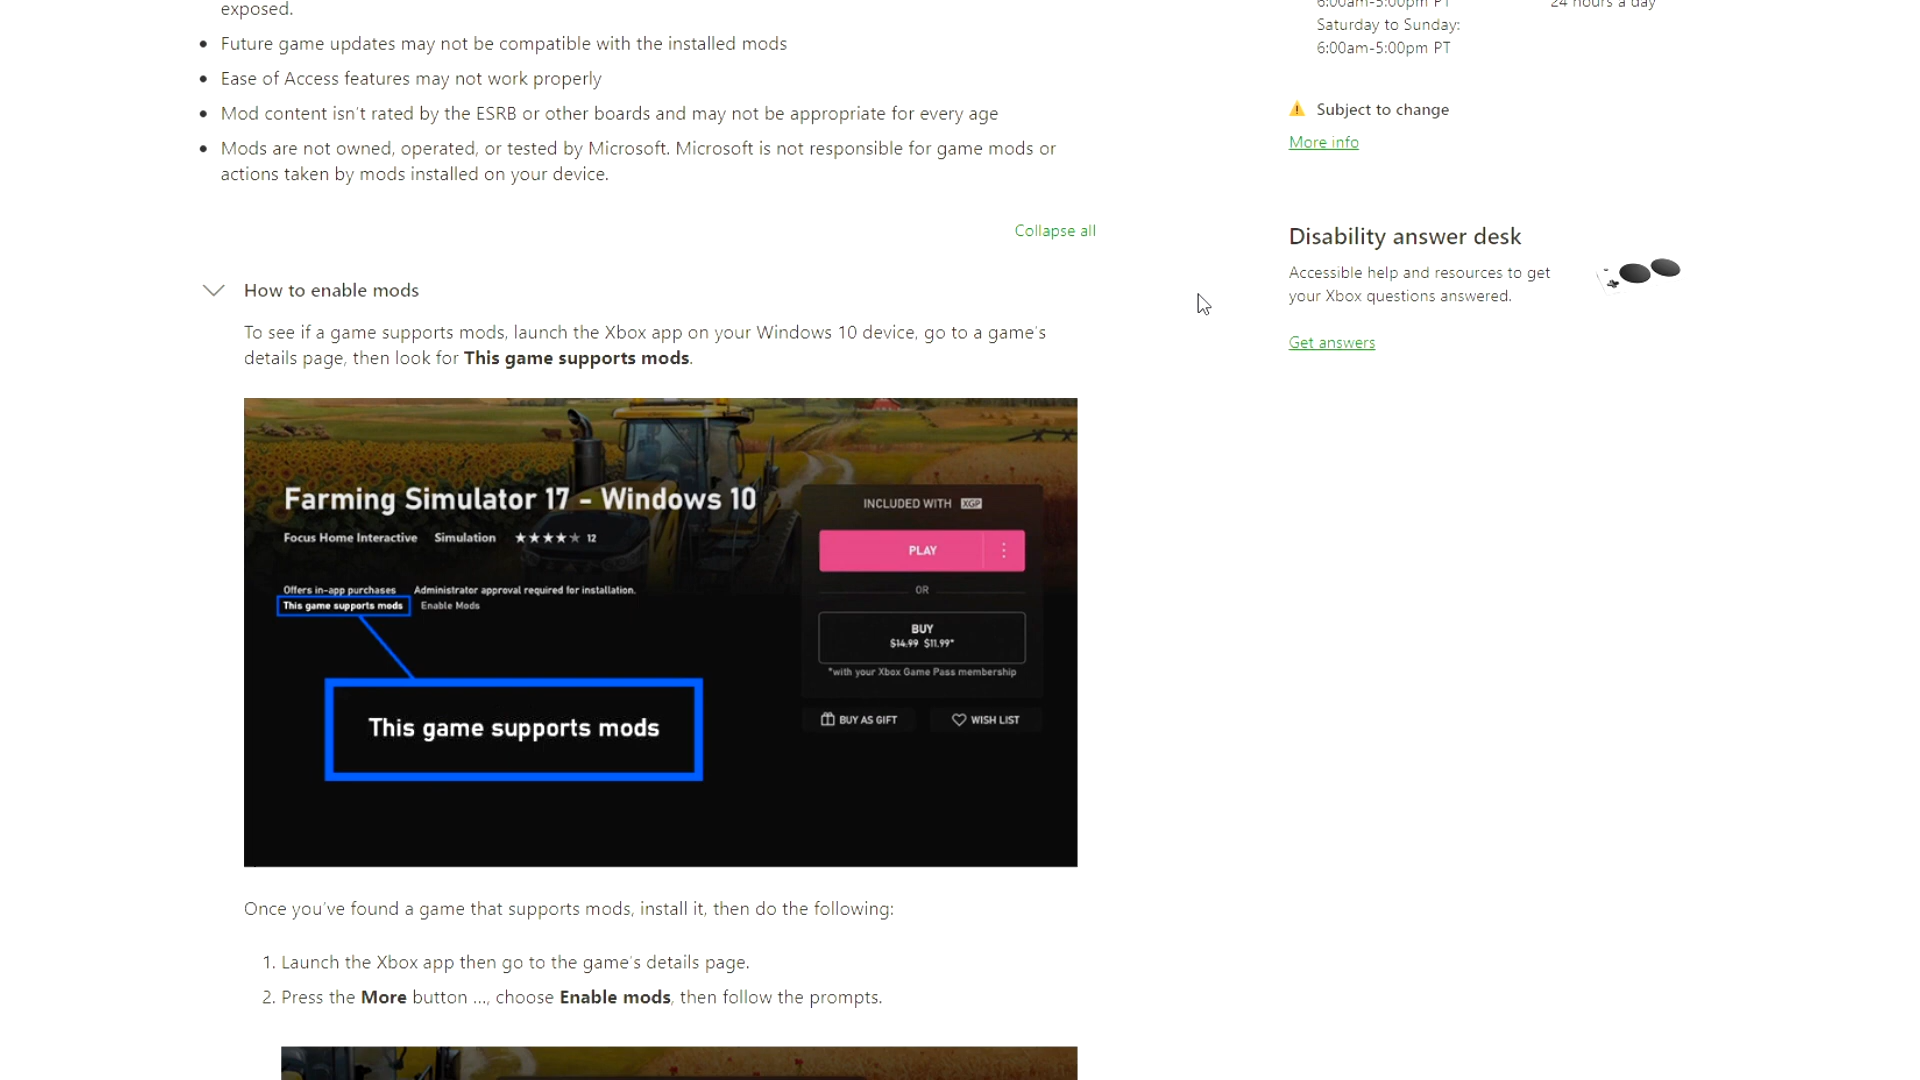 exposed.
Future game updates may not be compatible with the installed mods
Ease of Access features may not work properly
Mod content isn't rated by the ESRB or other boards and may not be appropriate for every age
Mods are not owned, operated, or tested by Microsoft. Microsoft is not responsible for game mods or
actions taken by mods installed on your device.
Collapse all
How to enable mods
To see if a game supports mods, launch the Xbox app on your Windows 10 device, go to a game's
details page, then look for This game supports mods.
Farming Simulator 17 - Windows 10
Focus Home Interactive Simulation 12
Offers in-app purchases Administrator approval required for installation.
This game supports mods Enable Mods
This game supports mods
INCLUDED WITH XGP
PLAY
OR
BUY
$14.99 $11.99*
*with your Xbox Game Pass membership
BUY AS GIFT WISH LIST
Once you've found a game that supports mods, install it, then do the following:
1. Launch the Xbox app then go to the game's details page.
2. Press the More button ..., choose Enable mods, then follow the prompts.
6:00am-5:00pm PT 24 hours a day
Saturday to Sunday:
6:00am-5:00pm PT
Subject to change
More info
Disability answer desk
Accessible help and resources to get
your Xbox questions answered.
Get answers